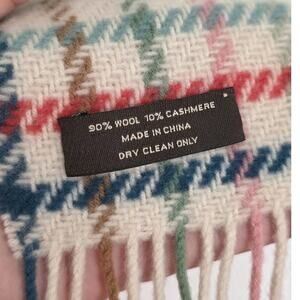 90% WOOL 10% CASHMERE
MADE IN CHINA
DRY CLEAN ONLY